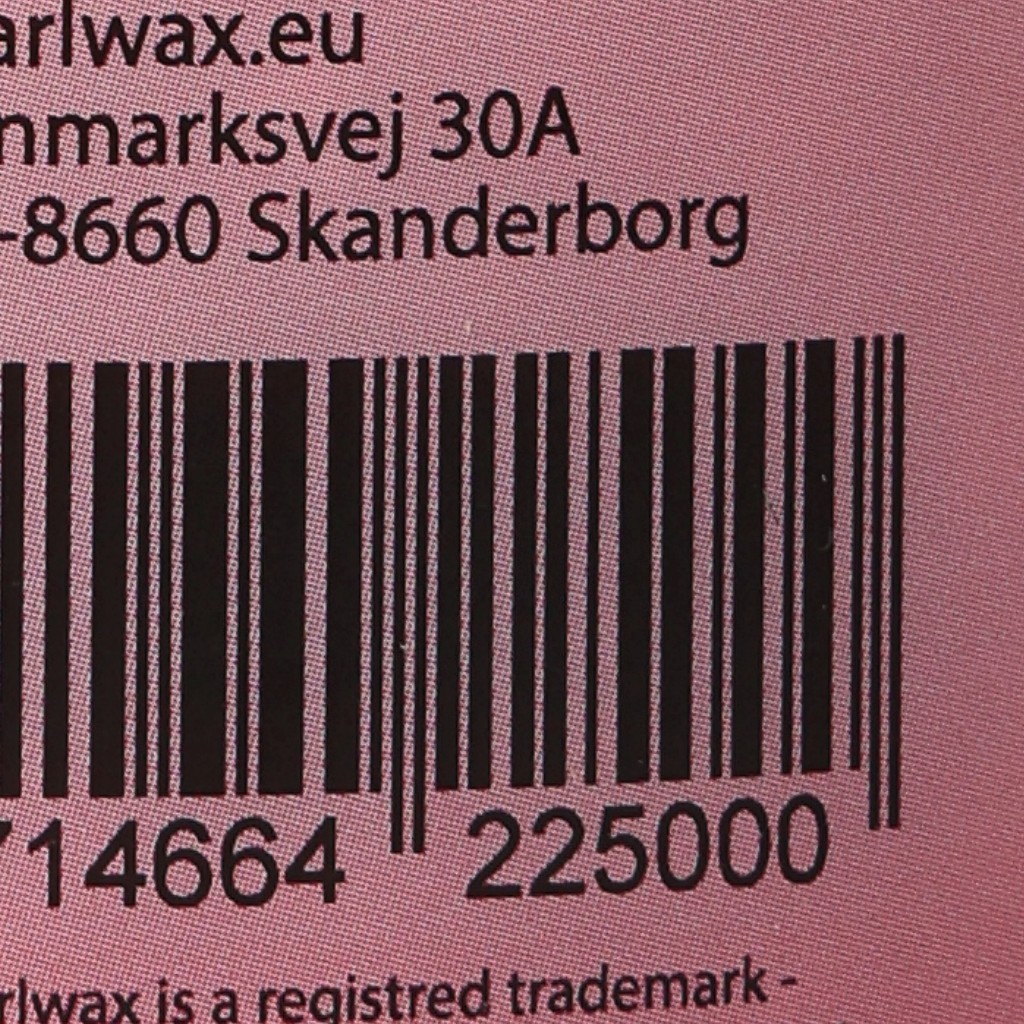 arlwax.eu
nmarksvej 30A
-8660 Skanderborg
714664 225000
rlwax is a registred trademark -